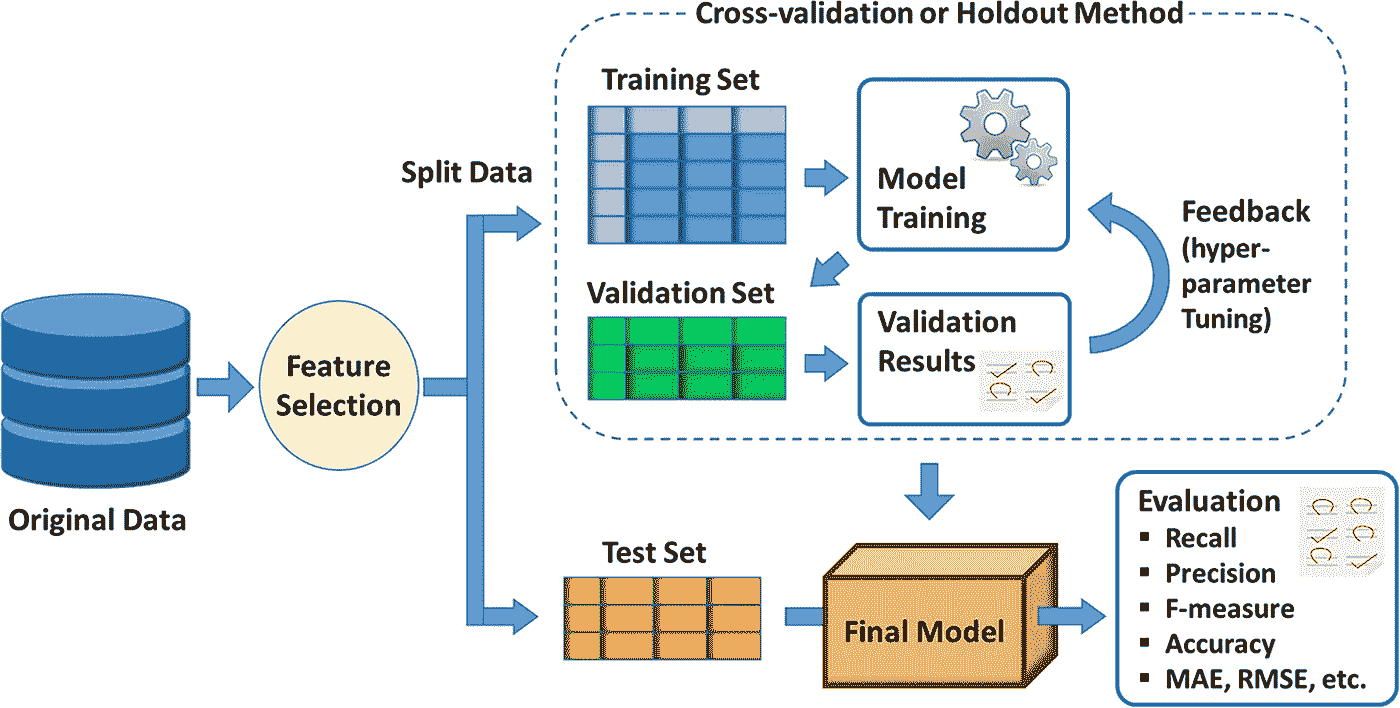 Cross-validation or Holdout Method
Training Set
Split Data
Model
Training
Feedback
(hyper-
parameter
Tuning)
Validation Set
Validation
Results
Feature
Selection
Original Data
Test Set
Final Model
Evaluation
▪ Recall
▪ Precision
▪ F-measure
▪ Accuracy
▪ MAE, RMSE, etc.